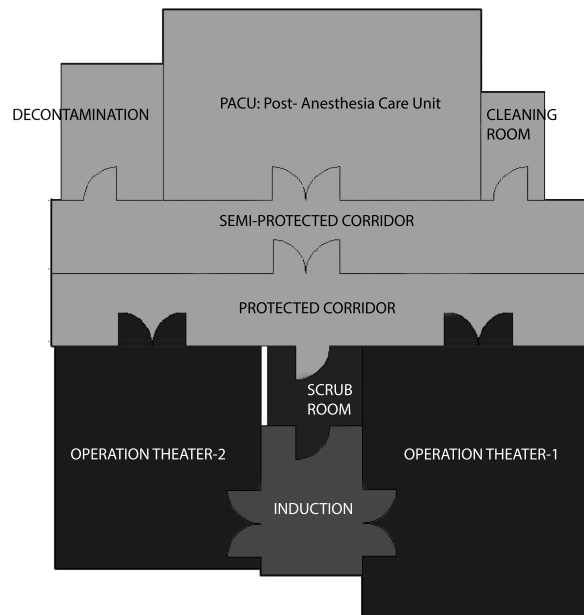 PACU: Post- Anesthesia Care Unit
DECONTAMINATION
CLEANING
ROOM
SEMI-PROTECTED CORRIDOR
PROTECTED CORRIDOR
SCRUB
ROOM
OPERATION THEATER-2
OPERATION THEATER-1
INDUCTION